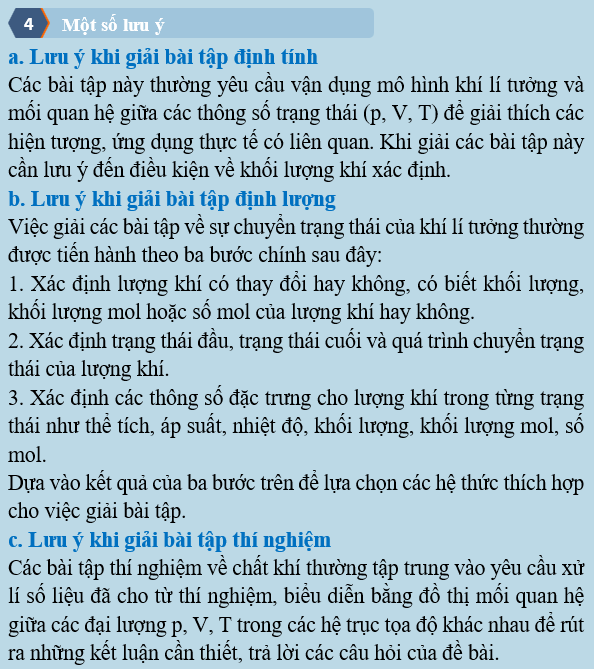 4 Một số lưu ý
a. Lưu ý khi giải bài tập định tính
Các bài tập này thường yêu cầu vận dụng mô hình khí lí tưởng và
mối quan hệ giữa các thông số trạng thái (p, V, T) để giải thích các
hiện tượng, ứng dụng thực tế có liên quan. Khi giải các bài tập này
cần lưu ý đến điều kiện về khối lượng khí xác định.
b. Lưu ý khi giải bài tập định lượng
Việc giải các bài tập về sự chuyển trạng thái của khí lí tưởng thường
được tiến hành theo ba bước chính sau đây:
1. Xác định lượng khí có thay đổi hay không, có biết khối lượng,
khối lượng mol hoặc số mol của lượng khí hay không.
2. Xác định trạng thái đầu, trạng thái cuối và quá trình chuyển trạng
thái của lượng khí.
3. Xác định các thông số đặc trưng cho lượng khí trong từng trạng
thái như thể tích, áp suất, nhiệt độ, khối lượng, khối lượng mol, số
mol.
Dựa vào kết quả của ba bước trên để lựa chọn các hệ thức thích hợp
cho việc giải bài tập.
c. Lưu ý khi giải bài tập thí nghiệm
Các bài tập thí nghiệm về chất khí thường tập trung vào yêu cầu xử
lí số liệu đã cho từ thí nghiệm, biểu diễn bằng đồ thị mối quan hệ
giữa các đại lượng p, V, T trong các hệ trục tọa độ khác nhau để rút
ra những kết luận cần thiết, trả lời các câu hỏi của đề bài.